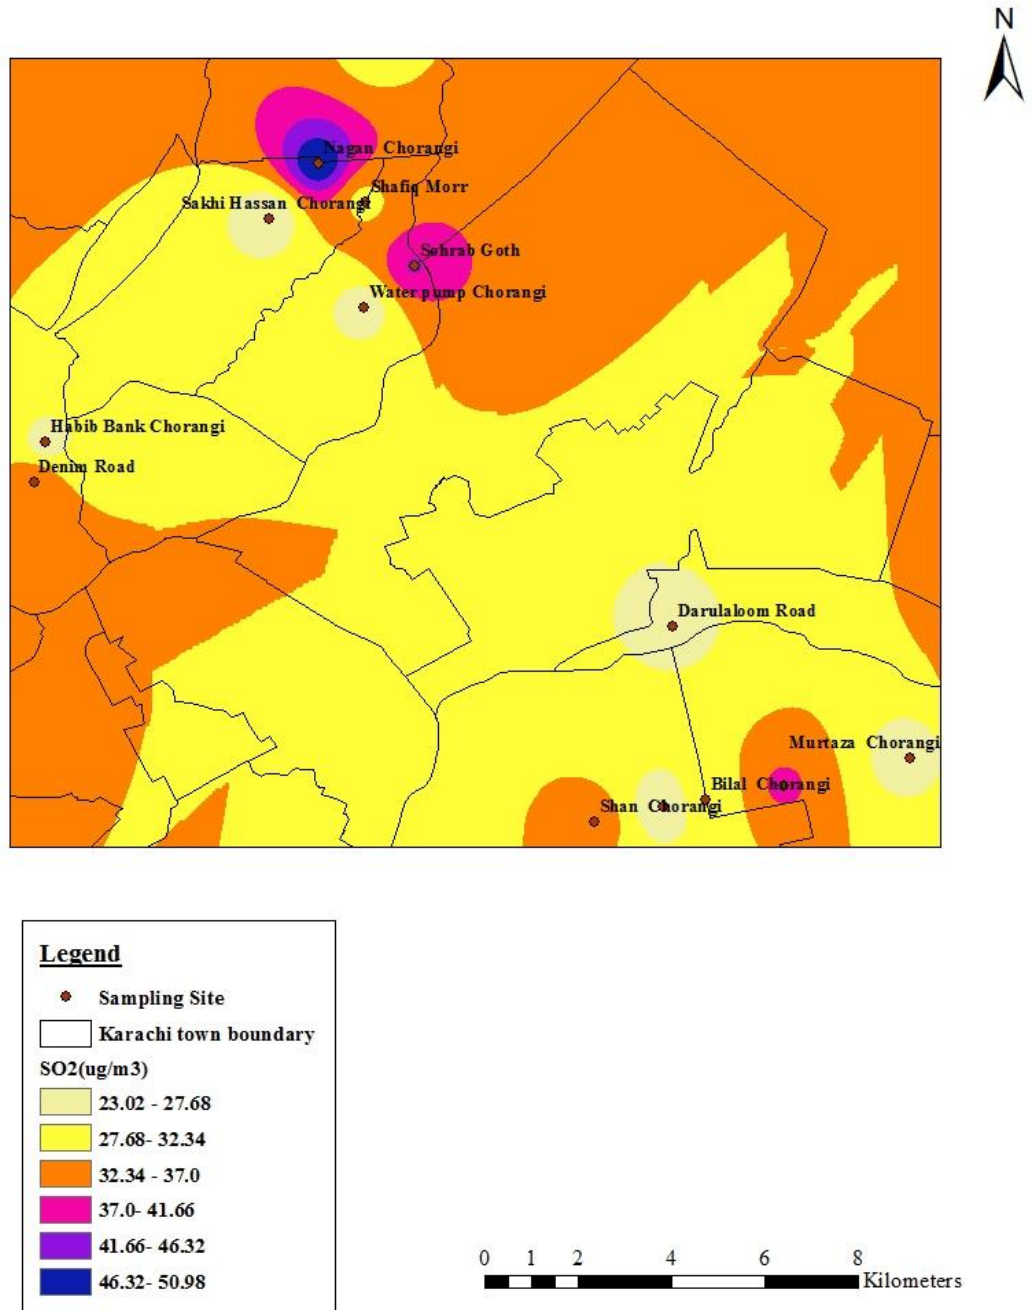 N
Nagan Chorangi
Shafiq Morr
Sakhi Hassan Chorangi
Sohrab Goth
Water pump Chorangi
Habib Bank Chorangi
Denim Road
Darulaloom Road
Murtaza Chorangi
Bilal Chorangi
Shan Chorangi
Legend
Sampling Site
Karachi town boundary
SO2(ug/m3)
23.02 - 27.68
27.68- 32.34
32.34 - 37.0
37.0- 41.66
41.66- 46.32
46.32- 50.98
0 1 2 4 6 8
Kilometers